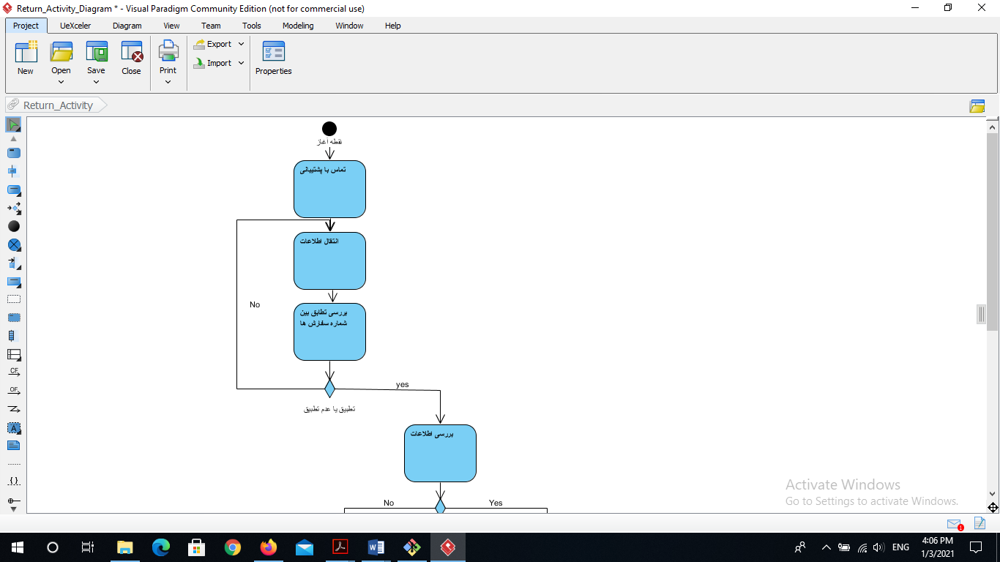 Return_Activity_Diagram * - Visual Paradigm Community Edition (not for commercial use)
Project UeXceler Diagram View Team Tools Modeling Window Help
New Open Save Close Print Export Import Properties
Return_Activity
نقطه آغاز
تماس با پشتیبانی
انتقال اطلاعات
No
بررسی تطابق بین
شماره سفارش ها
yes
تطبیق یا عدم تطبیق
بررسی اطلاعات
No Yes
Activate Windows
Go to Settings to activate Windows.
CF
OF
A
{ }
1
W
ENG
4:06 PM
1/3/2021